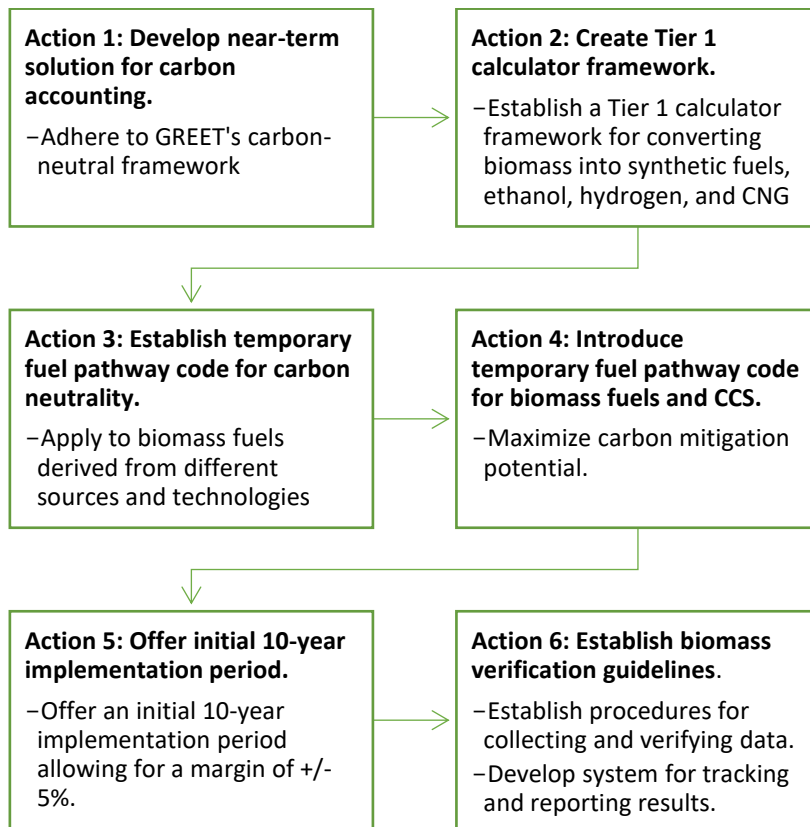 Action 1: Develop near-term
solution for carbon
accounting.
−Adhere to GREET's carbon-
neutral framework
Action 2: Create Tier 1
calculator framework.
−Establish a Tier 1 calculator
framework for converting
biomass into synthetic fuels,
ethanol, hydrogen, and CNG
Action 3: Establish temporary
fuel pathway code for carbon
neutrality.
−Apply to biomass fuels
derived from different
sources and technologies
Action 4: Introduce
temporary fuel pathway code
for biomass fuels and CCS.
−Maximize carbon mitigation
potential.
Action 5: Offer initial 10-year
implementation period.
−Offer an initial 10-year
implementation period
allowing for a margin of +/-
5%.
Action 6: Establish biomass
verification guidelines.
−Establish procedures for
collecting and verifying data.
−Develop system for tracking
and reporting results.